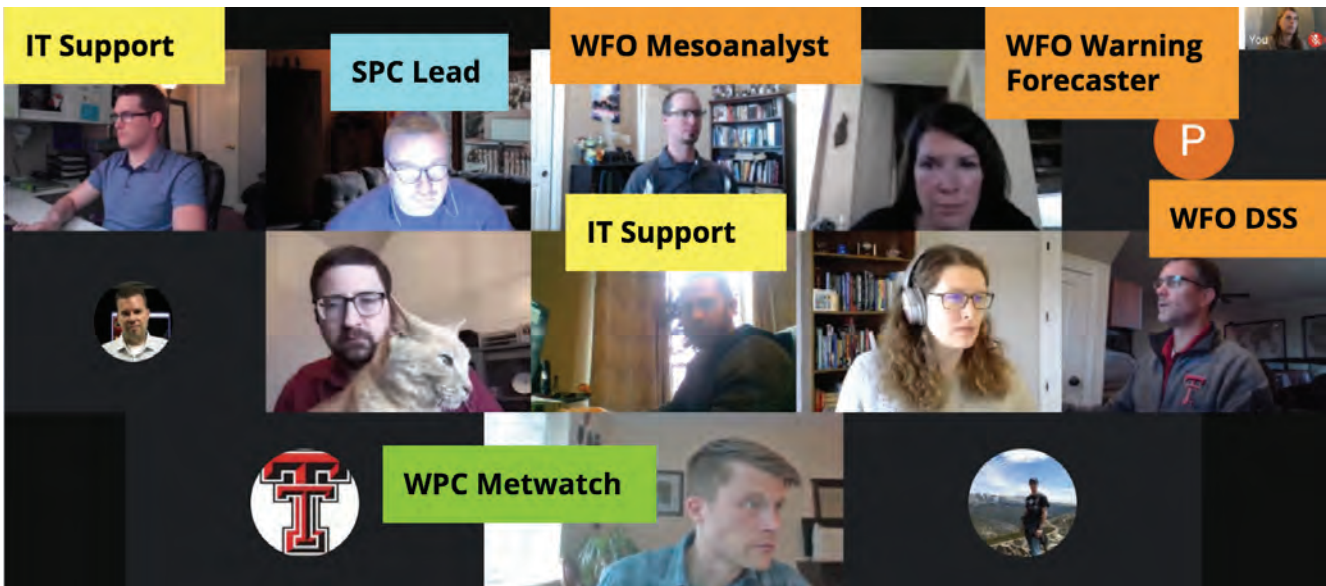 IT Support
SPC Lead
WFO Mesoanalyst
WFO Warning
Forecaster
You
P
IT Support
WFO DSS
WPC Metwatch